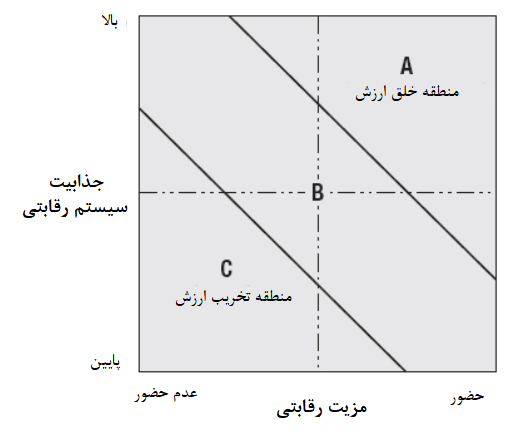 بالا
A
منطقه خلق ارزش
جذابیت
سیستم رقابتی
B
C
منطقه تخریب ارزش
پایین
حضور
عدم حضور
مزیت رقابتی